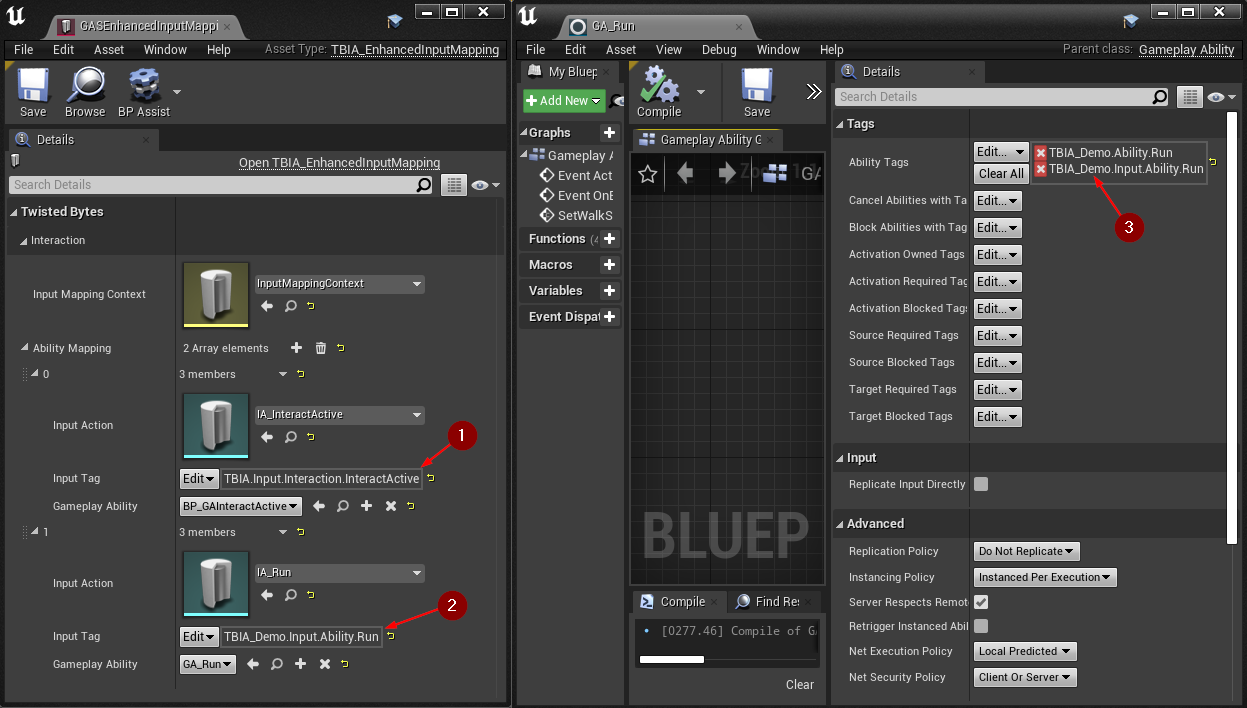 GASEnhancedInputMappi
File Edit Asset Window Help Asset Type: TBIA_EnhancedInputMapping
Save Browse BP Assist
Details
Open TBIA_EnhancedInputMapping
Search Details
Twisted Bytes
Interaction
Input Mapping Context InputMappingContext
Ability Mapping 2 Array elements
0 3 members
Input Action IA_InteractActive
1
Input Tag Edit TBIA.Input.Interaction.InteractActive
Gameplay Ability BP_GAInteractActive
1 3 members
Input Action IA_Run
2
Input Tag Edit TBIA_Demo.Input.Ability.Run
Gameplay Ability GA_Run
GA_Run
File Edit Asset View Debug Window Help Parent class: Gameplay Ability
My Bluep
Add New
Graphs
Gameplay A
Event Act
Event OnE
SetWalkS
Functions (4
Macros
Variables
Event Dispat
Compile Save
Gameplay Ability G
Zoom 1:1
GA
BLUEP
Compile Find Res
[0277.46] Compile of GA
Clear
Details
Search Details
Tags
Ability Tags Edit... TBIA_Demo.Ability.Run
Clear All TBIA_Demo.Input.Ability.Run
3
Cancel Abilities with Ta Edit...
Block Abilities with Tag Edit...
Activation Owned Tags Edit...
Activation Required Tag Edit...
Activation Blocked Tags Edit...
Source Required Tags Edit...
Source Blocked Tags Edit...
Target Required Tags Edit...
Target Blocked Tags Edit...
Input
Replicate Input Directly
Advanced
Replication Policy Do Not Replicate
Instancing Policy Instanced Per Execution
Server Respects Remot
Retrigger Instanced Abil
Net Execution Policy Local Predicted
Net Security Policy Client Or Server